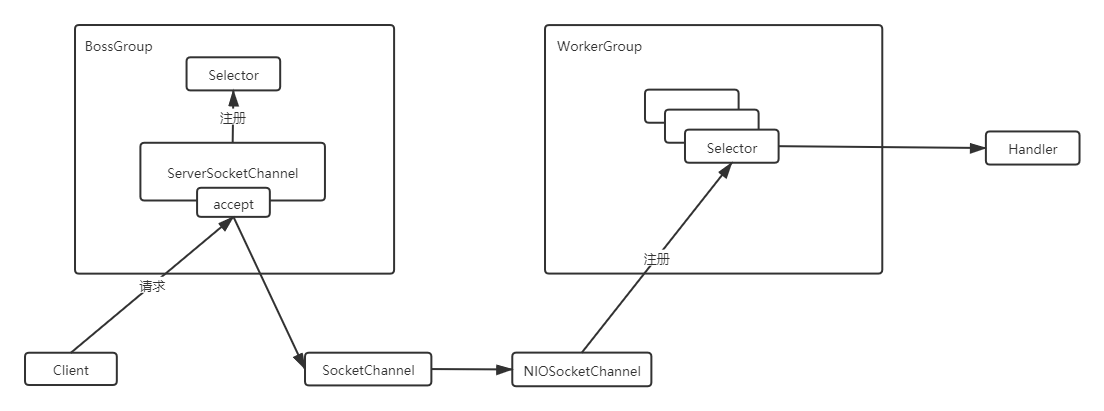 BossGroup
Selector
注册
ServerSocketChannel
accept
请求
Client
SocketChannel
NIOSocketChannel
WorkerGroup
Selector
注册
Handler